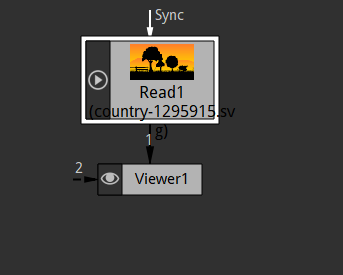 Sync
Read1
(country-1295915.sv
g)
1
2
Viewer1